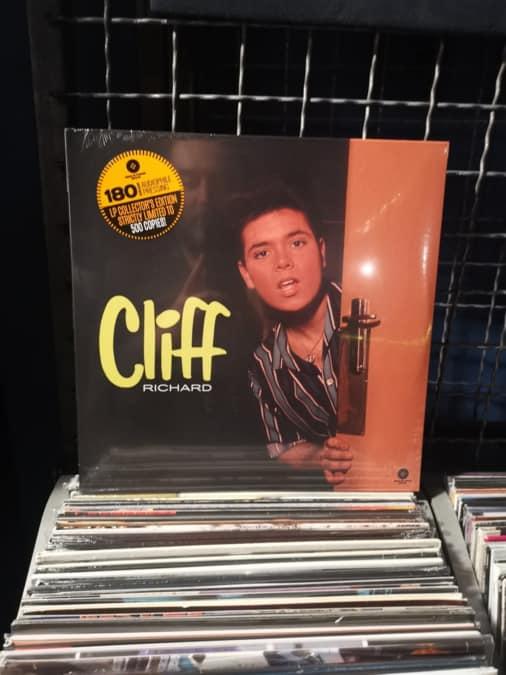 180
AUDIOPHILE
PRESSING
LP COLLECTOR'S EDITION
STRICTLY LIMITED TO
500 COPIES!
Cliff
RICHARD